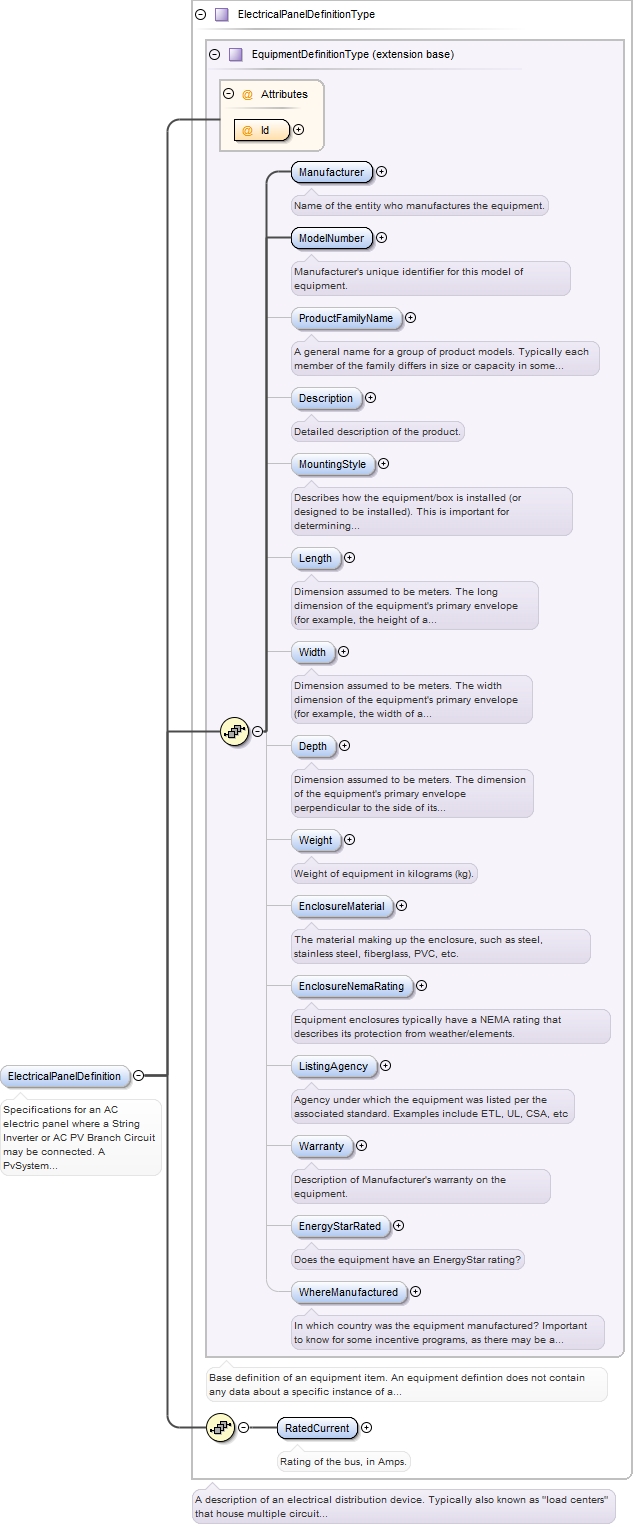 ElectricalPanelDefinitionType
EquipmentDefinitionType (extension base)
@ Attributes
@ Id
Manufacturer
Name of the entity who manufactures the equipment.
ModelNumber
Manufacturer's unique identifier for this model of
equipment.
ProductFamilyName
A general name for a group of product models. Typically each
member of the family differs in size or capacity in some...
Description
Detailed description of the product.
MountingStyle
Describes how the equipment/box is installed (or
designed to be installed). This is important for
determining...
Length
Dimension assumed to be meters. The long
dimension of the equipment's primary envelope
(for example, the height of a...
Width
Dimension assumed to be meters. The width
dimension of the equipment's primary envelope
(for example, the width of a...
Depth
Dimension assumed to be meters. The dimension
of the equipment's primary envelope
perpendicular to the side of its...
Weight
Weight of equipment in kilograms (kg).
EnclosureMaterial
The material making up the enclosure, such as steel,
stainless steel, fiberglass, PVC, etc.
EnclosureNemaRating
Equipment enclosures typically have a NEMA rating that
describes its protection from weather/elements.
ListingAgency
Agency under which the equipment was listed per the
associated standard. Examples include ETL, UL, CSA, etc
ElectricalPanelDefinition
Specifications for an AC
electric panel where a String
Inverter or AC PV Branch Circuit
may be connected. A
PvSystem...
Warranty
Description of Manufacturer's warranty on the
equipment.
EnergyStarRated
Does the equipment have an EnergyStar rating?
WhereManufactured
In which country was the equipment manufactured? Important
to know for some incentive programs, as there may be a...
Base definition of an equipment item. An equipment defintion does not contain
any data about a specific instance of a...
RatedCurrent
Rating of the bus, in Amps.
A description of an electrical distribution device. Typically also known as "load centers"
that house multiple circuit...